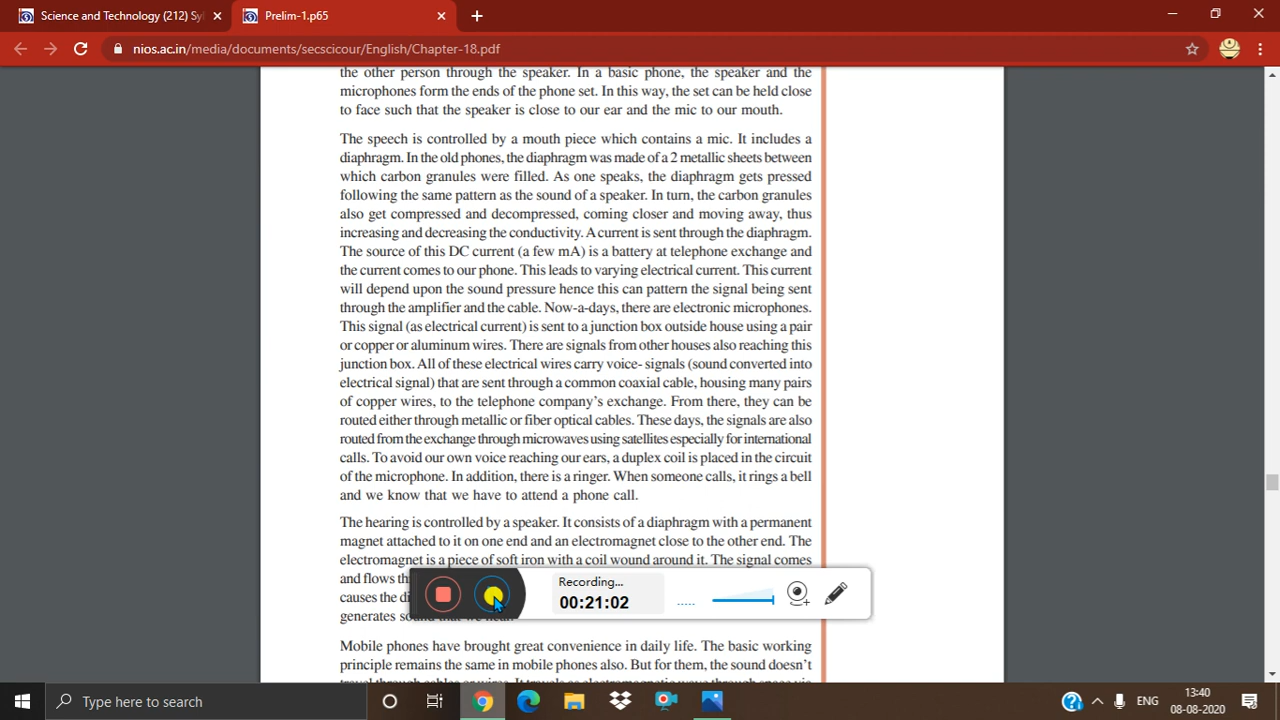 Science and Technology (212) Syl
Prelim-1.p65
nios.ac.in/media/documents/secscicour/English/Chapter-18.pdf
the other person through the speaker. In a basic phone, the speaker and the
microphones form the ends of the phone set. In this way, the set can be held close
to face such that the speaker is close to our ear and the mic to our mouth.
The speech is controlled by a mouth piece which contains a mic. It includes a
diaphragm. In the old phones, the diaphragm was made of a 2 metallic sheets between
which carbon granules were filled. As one speaks, the diaphragm gets pressed
following the same pattern as the sound of a speaker. In turn, the carbon granules
also get compressed and decompressed, coming closer and moving away, thus
increasing and decreasing the conductivity. A current is sent through the diaphragm.
The source of this DC current (a few mA) is a battery at telephone exchange and
the current comes to our phone. This leads to varying electrical current. This current
will depend upon the sound pressure hence this can pattern the signal being sent
through the amplifier and the cable. Now-a-days, there are electronic microphones.
This signal (as electrical current) is sent to a junction box outside house using a pair
or copper or aluminum wires. There are signals from other houses also reaching this
junction box. All of these electrical wires carry voice- signals (sound converted into
electrical signal) that are sent through a common coaxial cable, housing many pairs
of copper wires, to the telephone company's exchange. From there, they can be
routed either through metallic or fiber optical cables. These days, the signals are also
routed from the exchange through microwaves using satellites especially for international
calls. To avoid our own voice reaching our ears, a duplex coil is placed in the circuit
of the microphone. In addition, there is a ringer. When someone calls, it rings a bell
and we know that we have to attend a phone call.
The hearing is controlled by a speaker. It consists of a diaphragm with a permanent
magnet attached to it on one end and an electromagnet close to the other end. The
electromagnet is a piece of soft iron with a coil wound around it. The signal comes
and flows th
causes the di
generates sound that we hear.
Recording...
00:21:02
Mobile phones have brought great convenience in daily life. The basic working
principle remains the same in mobile phones also. But for them, the sound doesn't
travel through cables or wires. It travels as electromagnetic wave through space via
Type here to search
ENG
13:40
08-08-2020